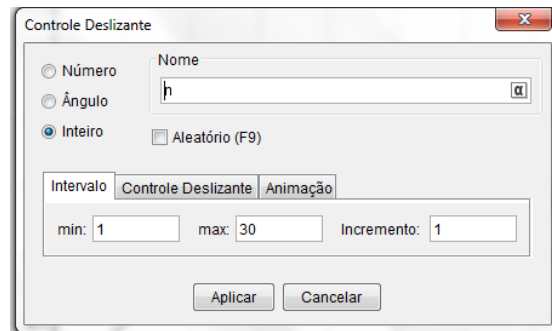 Controle Deslizante
Número
Ângulo
Inteiro
Nome
n
α
Aleatório (F9)
Intervalo Controle Deslizante Animação
min: 1 max: 30 Incremento: 1
Aplicar Cancelar